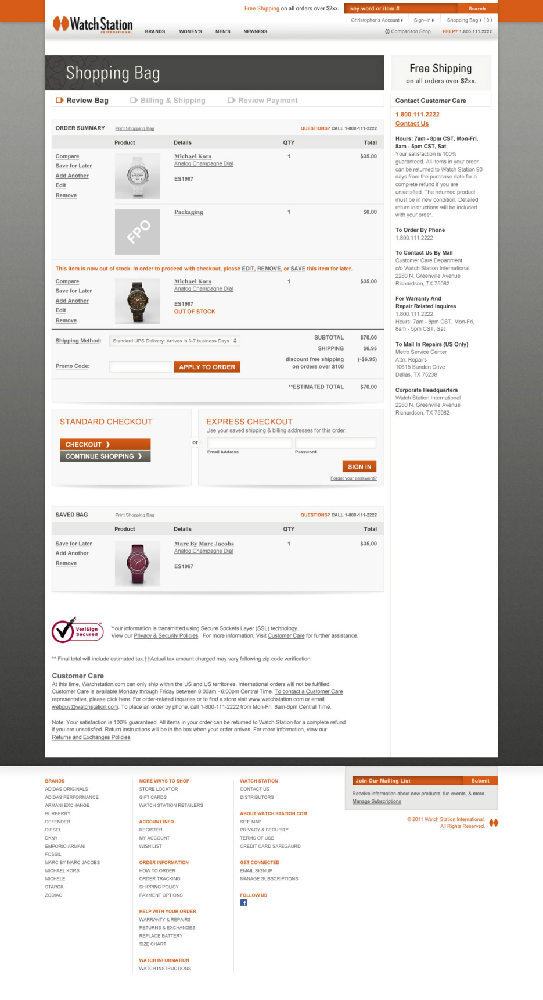 Free Shipping on all orders over $2xx.
key word or item #
Search
Christopher's Account
Sign-In
Shopping Bag ( 0 )
Watch Station
INTERNATIONAL
BRANDS
WOMEN'S
MEN'S
NEWNESS
Comparison Shop
HELP? 1.800.111.2222
Shopping Bag
Free Shipping
on all orders over $2xx.
Review Bag
Billing & Shipping
Review Payment
ORDER SUMMARY
Print Shopping Bag
QUESTIONS? CALL 1-800-111-2222
Product
Details
QTY
Total
Compare
Save for Later
Add Another
Edit
Remove
Michael Kors
Analog Champagne Dial
ES1967
1
$35.00
FPO
Packaging
1
$0.00
This item is now out of stock. In order to proceed with checkout, please EDIT, REMOVE, or SAVE this item for later.
Compare
Save for Later
Add Another
Edit
Remove
Michael Kors
Analog Champagne Dial
ES1967
OUT OF STOCK
1
$35.00
Shipping Method:
Standard UPS Delivery: Arrives in 3-7 business Days
Promo Code:
APPLY TO ORDER
SUBTOTAL $70.00
SHIPPING $6.95
discount free shipping (-$6.95)
on orders over $100
**ESTIMATED TOTAL $70.00
STANDARD CHECKOUT
CHECKOUT
CONTINUE SHOPPING
or
EXPRESS CHECKOUT
Use your saved shipping & billing addresses for this order.
Email Address
Password
SIGN IN
Forgot your password?
SAVED BAG
Print Shopping Bag
QUESTIONS? CALL 1-800-111-2222
Product
Details
QTY
Total
Save for Later
Add Another
Remove
Marc By Marc Jacobs
Analog Champagne Dial
ES1967
1
$35.00
VeriSign
Secured
Your information is transmitted using Secure Sockets Layer (SSL) technology.
View our Privacy & Security Policies. For more information, Visit Customer Care for further assistance.
** Final total will include estimated tax.††Actual tax amount charged may vary following zip code verification.
Customer Care
At this time, Watchstation.com can only ship within the US and US territories. International orders will not be fulfilled.
Customer Care is available Monday through Friday between 8:00am - 6:00pm Central Time. To contact a Customer Care
representative, please click here. For order-related inquiries or to find a store visit www.watchstation.com or email
webguy@watchstation.com. To place an order by phone, call 1-800-111-2222 from Mon-Fri, 8am-6pm Central Time.
Note: Your satisfaction is 100% guaranteed. All items in your order can be returned to Watch Station for a complete refund
if you are unsatisfied. Return instructions will be in the box when your order arrives. For more information, view our
Returns and Exchanges Policies.
Contact Customer Care
1.800.111.2222
Contact Us
Hours: 7am - 8pm CST, Mon-Fri,
8am - 5pm CST, Sat
Your satisfaction is 100%
guaranteed. All items in your order
can be returned to Watch Station 90
days from the purchase date for a
complete refund if you are
unsatisfied. The returned product
must be in new condition. Detailed
return instructions will be included
with your order.
To Order By Phone
1.800.111.2222
To Contact Us By Mail
Customer Care Department
c/o Watch Station International
2280 N. Greenville Avenue
Richardson, TX 75082
For Warranty And
Repair Related Inquires
1.800.111.2222
Hours: 7am - 8pm CST, Mon-Fri,
8am - 5pm CST, Sat
To Mail In Repairs (US Only)
Metro Service Center
Attn: Repairs
10615 Sanden Drive
Dallas, TX 75238
Corporate Headquarters
Watch Station International
2280 N. Greenville Avenue
Richardson, TX 75082
BRANDS
ADIDAS ORIGINALS
ADIDAS PERFORMANCE
ARMANI EXCHANGE
BURBERRY
DEFENDER
DIESEL
DKNY
EMPORIO ARMANI
FOSSIL
MARC BY MARC JACOBS
MICHAEL KORS
MICHELE
STARCK
ZODIAC
MORE WAYS TO SHOP
STORE LOCATOR
GIFT CARDS
WATCH STATION RETAILERS
ACCOUNT INFO
REGISTER
MY ACCOUNT
WISH LIST
ORDER INFORMATION
HOW TO ORDER
ORDER TRACKING
SHIPPING POLICY
PAYMENT OPTIONS
HELP WITH YOUR ORDER
WARRANTY & REPAIRS
RETURNS & EXCHANGES
REPLACE BATTERY
SIZE CHART
WATCH INFORMATION
WATCH INSTRUCTIONS
WATCH STATION
CONTACT US
DISTRIBUTORS
ABOUT WATCH STATION.COM
SITE MAP
PRIVACY & SECURITY
TERMS OF USE
CREDIT CARD SAFEGAURD
GET CONNECTED
EMAIL SIGNUP
MANAGE SUBSCRIPTIONS
FOLLOW US
f
Join Our Mailing List
Submit
Receive information about new products, fun events, & more.
Manage Subscriptions
© 2011 Watch Station International.
All Rights Reserved.